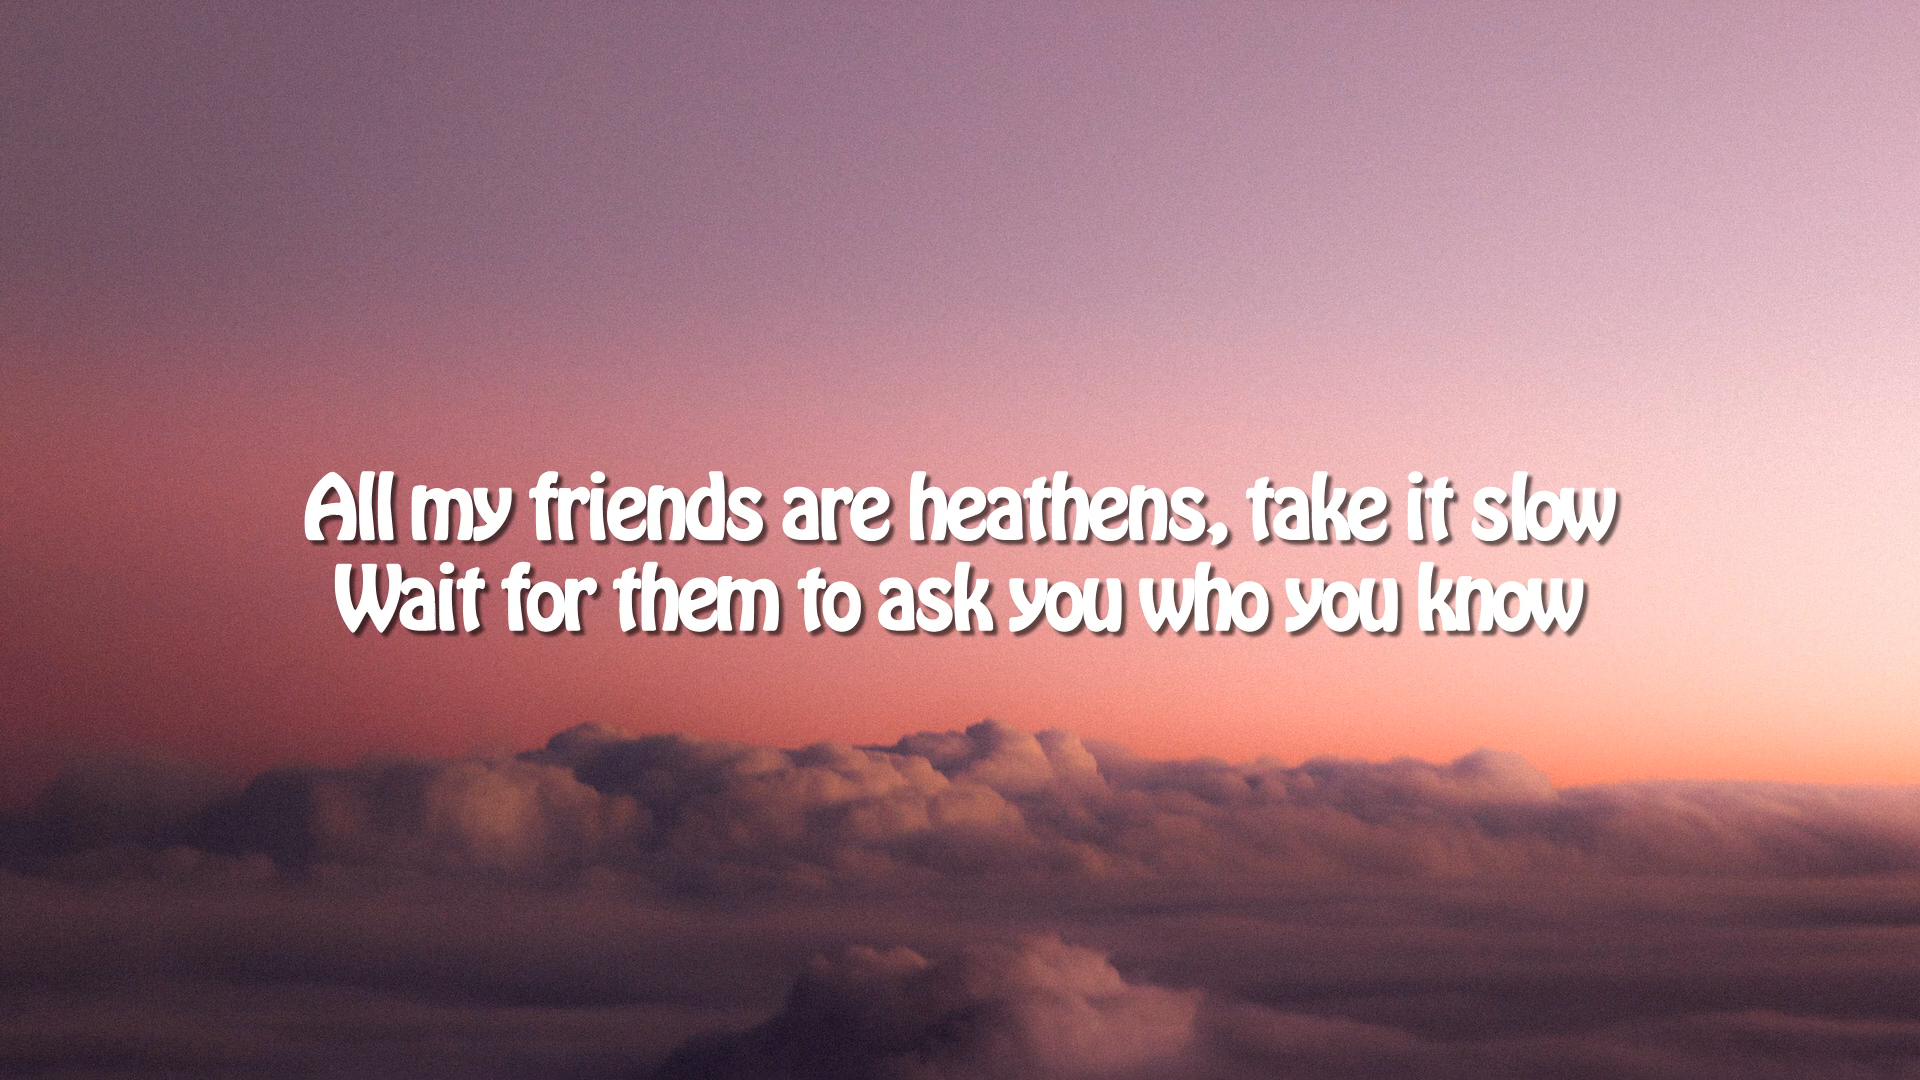 All my friends are heathens, take it slow
Wait for them to ask you who you know